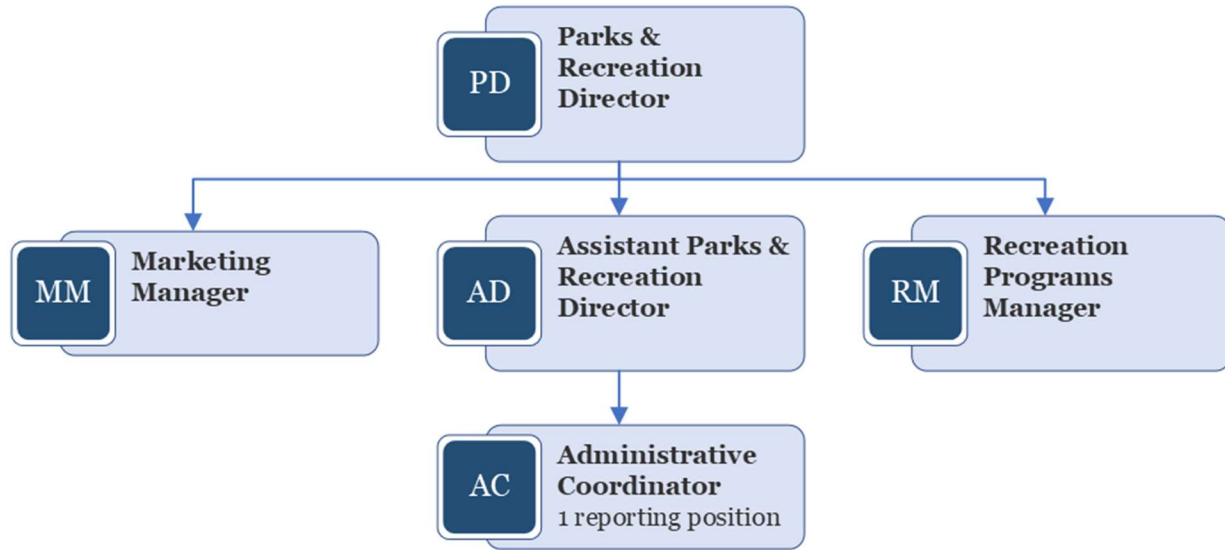 PD
Parks &
Recreation
Director
MM
Marketing
Manager
AD
Assistant Parks &
Recreation
Director
RM
Recreation
Programs
Manager
AC
Administrative
Coordinator
1 reporting position